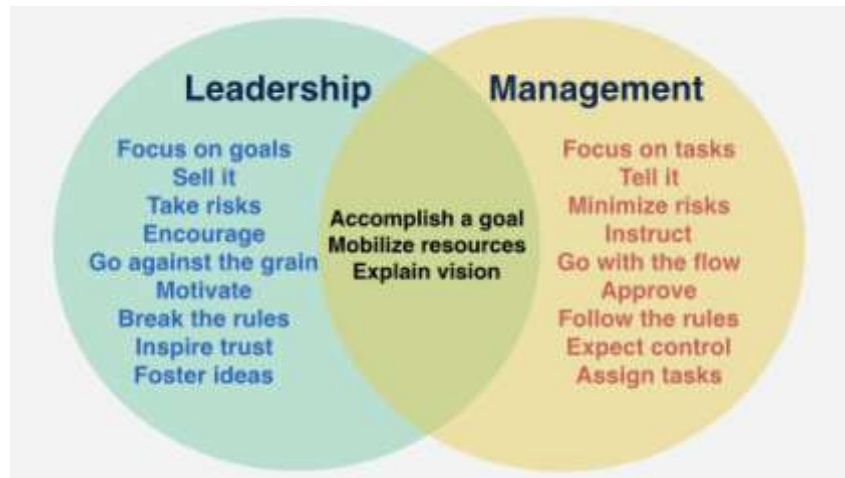 Leadership
Management
Focus on goals
Sell it
Take risks
Encourage
Go against the grain
Motivate
Break the rules
Inspire trust
Foster ideas
Accomplish a goal
Mobilize resources
Explain vision
Focus on tasks
Tell it
Minimize risks
Instruct
Go with the flow
Approve
Follow the rules
Expect control
Assign tasks